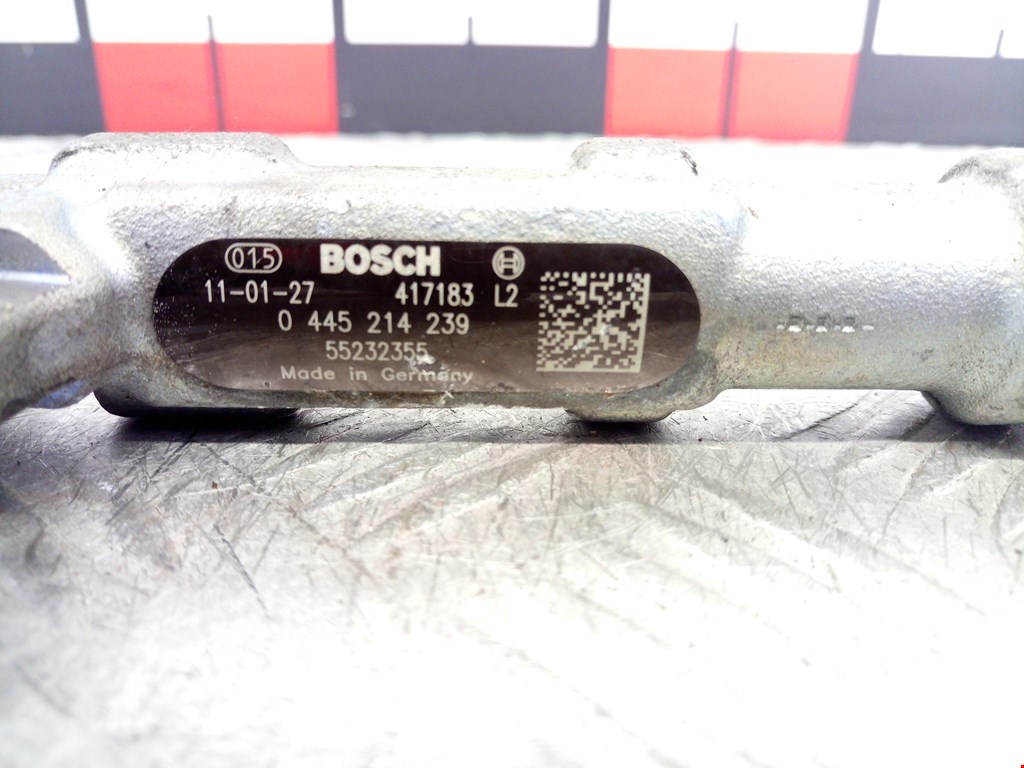 015 BOSCH
11-01-27 417183 L2
0 445 214 239
55232355
Made in Germany